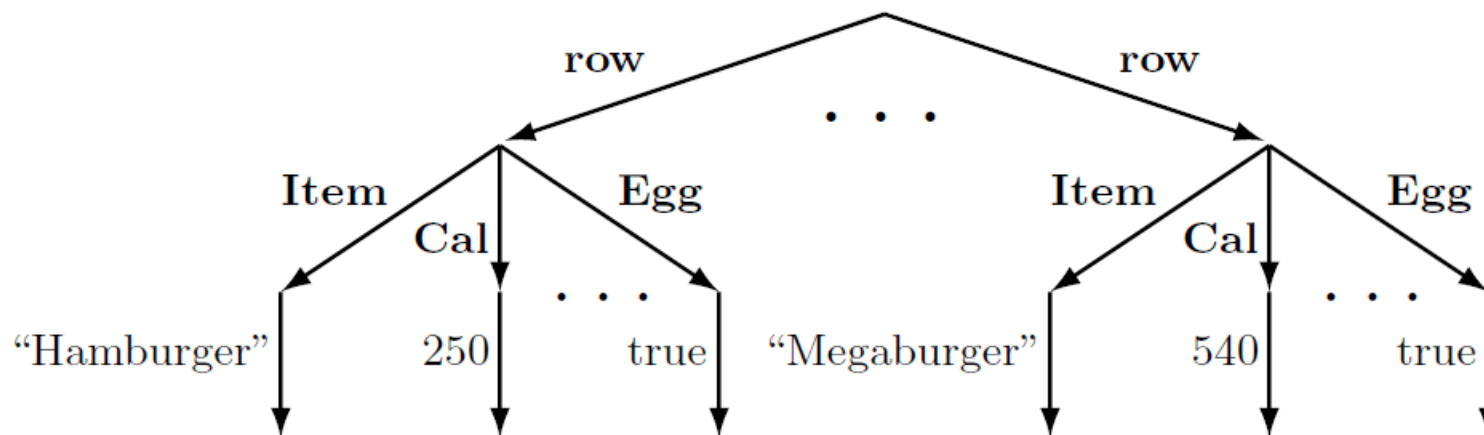 row row
. . .
Item Egg Item Egg
Cal Cal
. . . . . .
“Hamburger” 250 true “Megaburger” 540 true